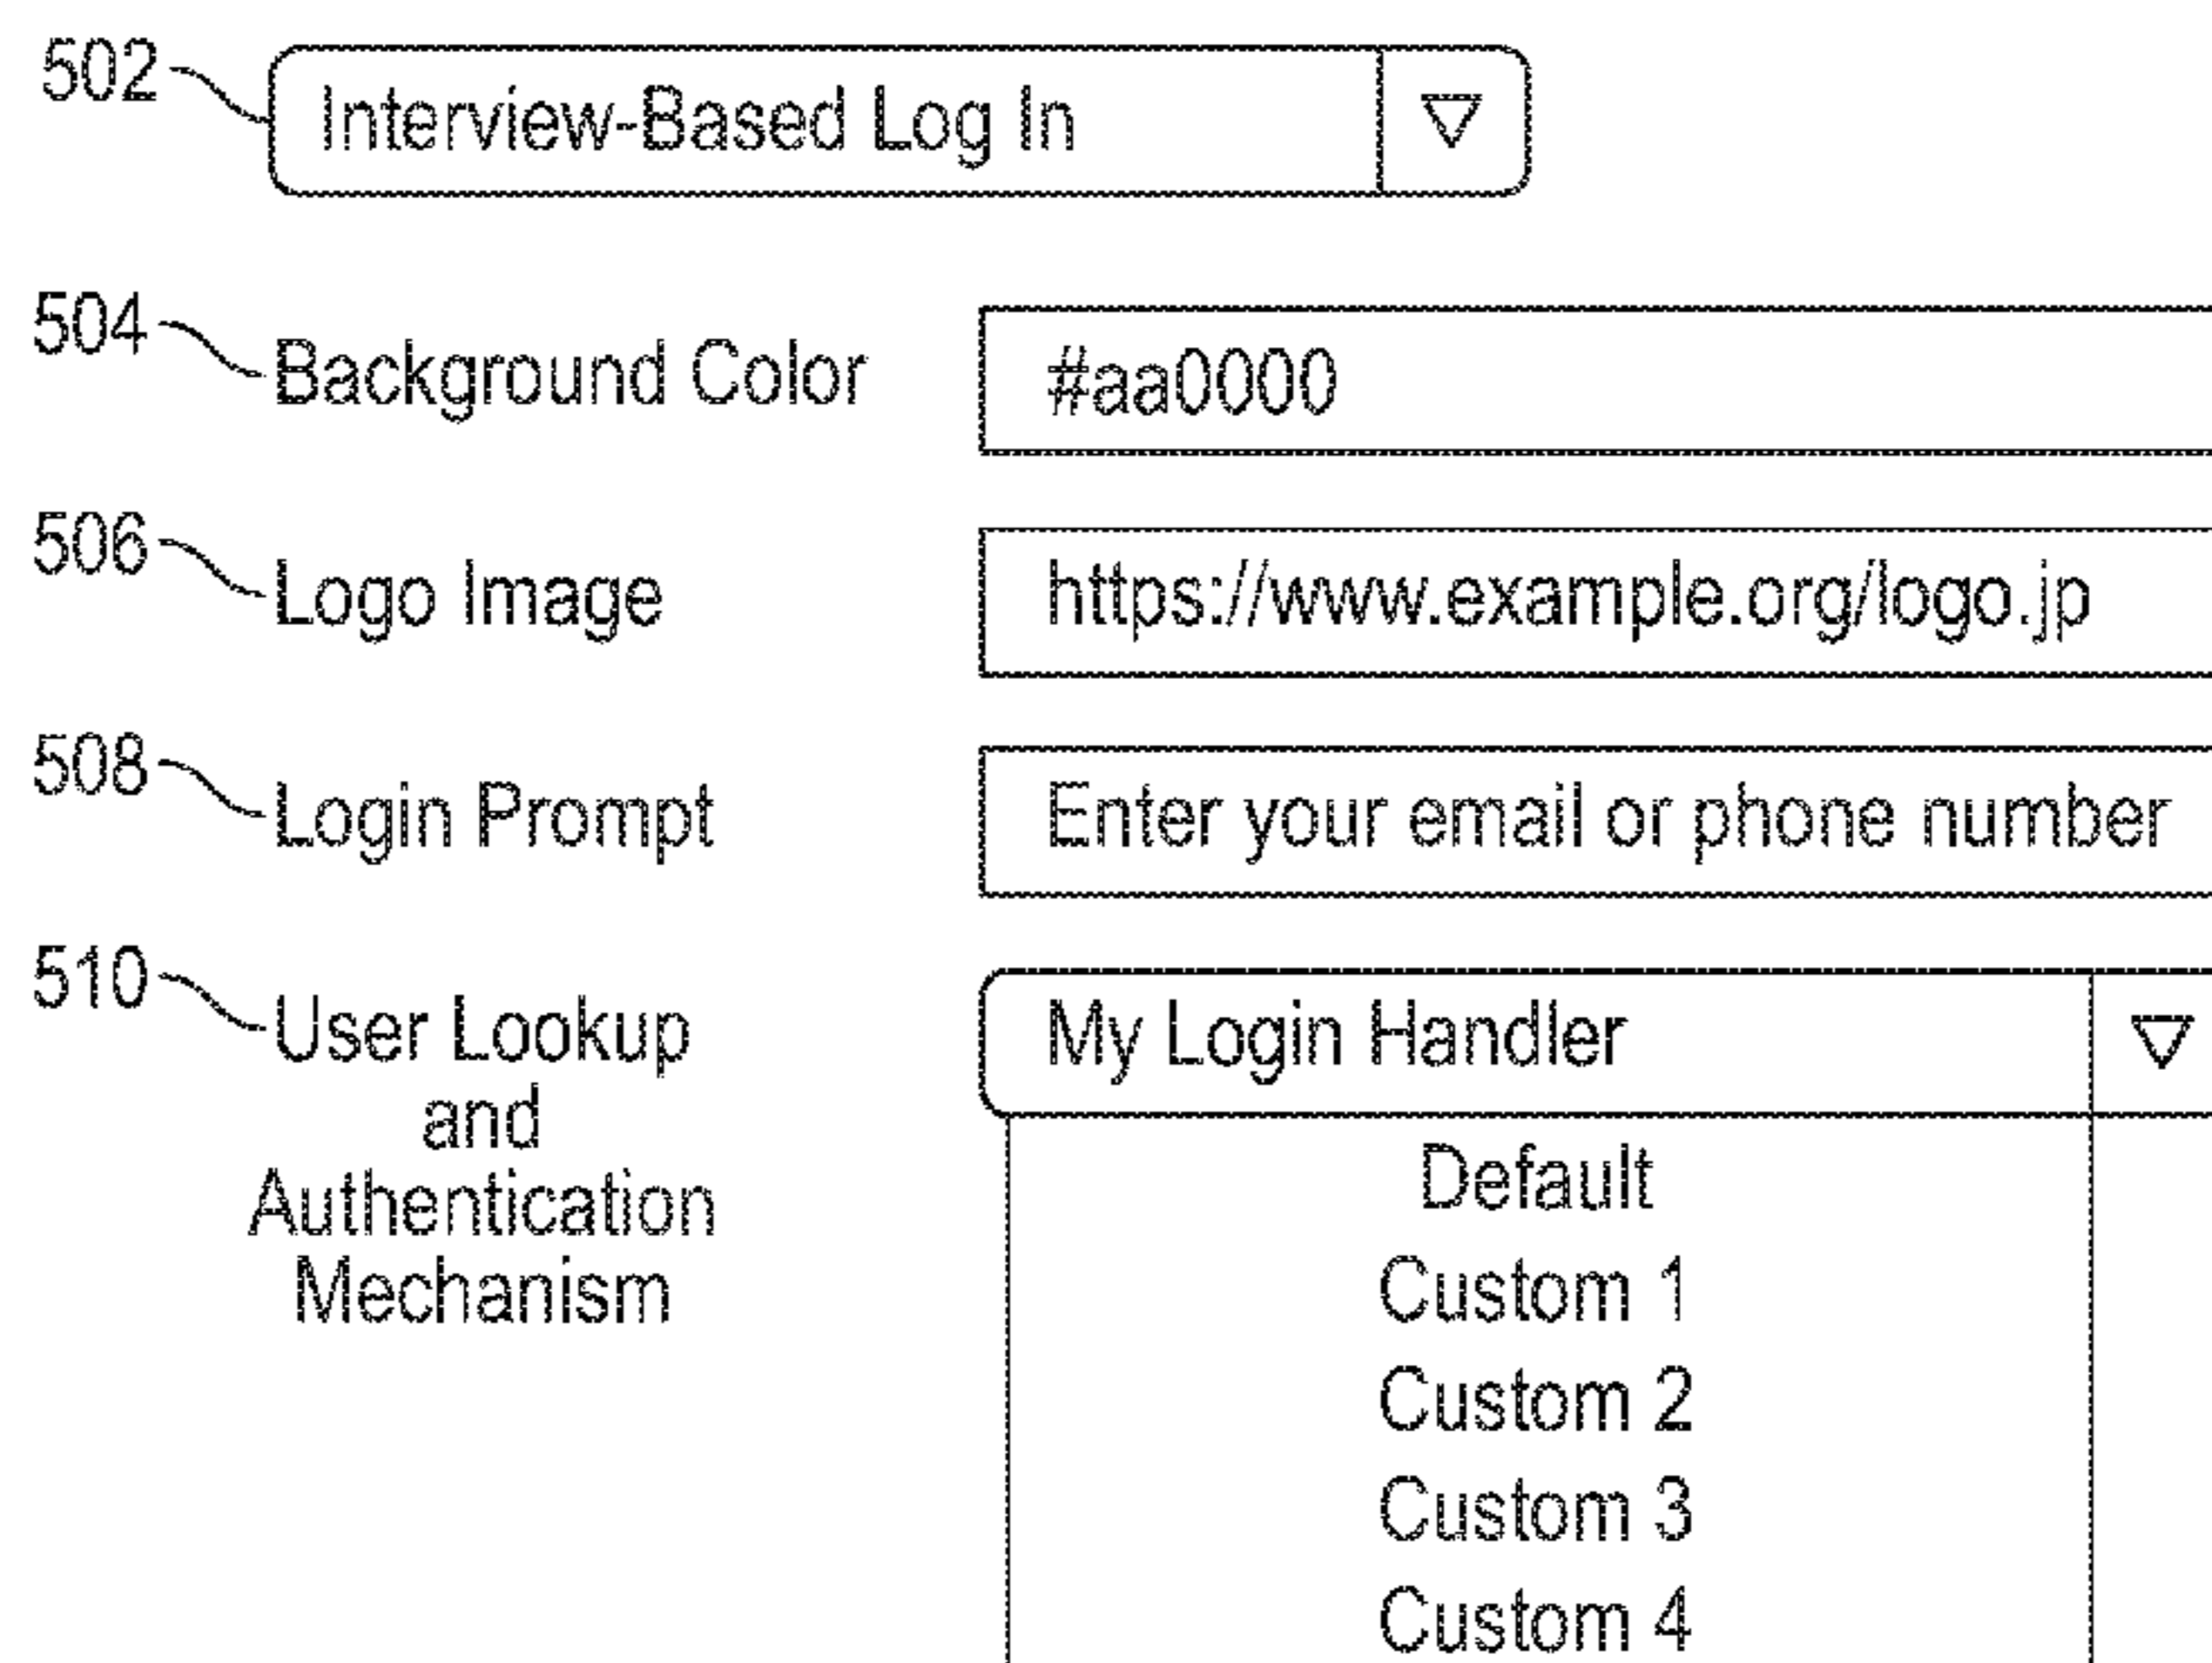 502 Interview-Based Log In
504 Background Color #aa0000
506 Logo Image https://www.example.org/logo.jp
508 Login Prompt Enter your email or phone number
510 User Lookup My Login Handler
and
Default
Authentication
Mechanism
Custom 1
Custom 2
Custom 3
Custom 4